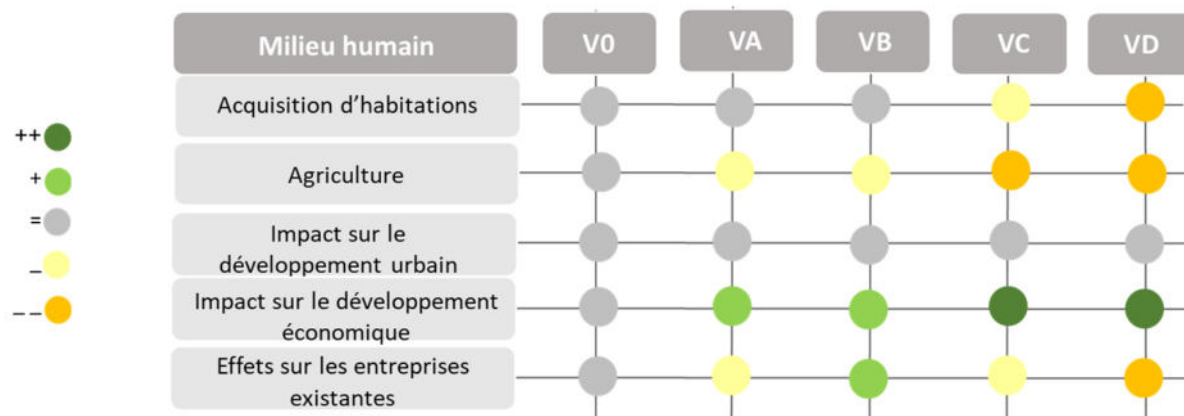 Milieu humain V0 VA VB VC VD
Acquisition d'habitations
++
+ Agriculture
=
Impact sur le
développement urbain
–
– – Impact sur le développement
économique
Effets sur les entreprises
existantes